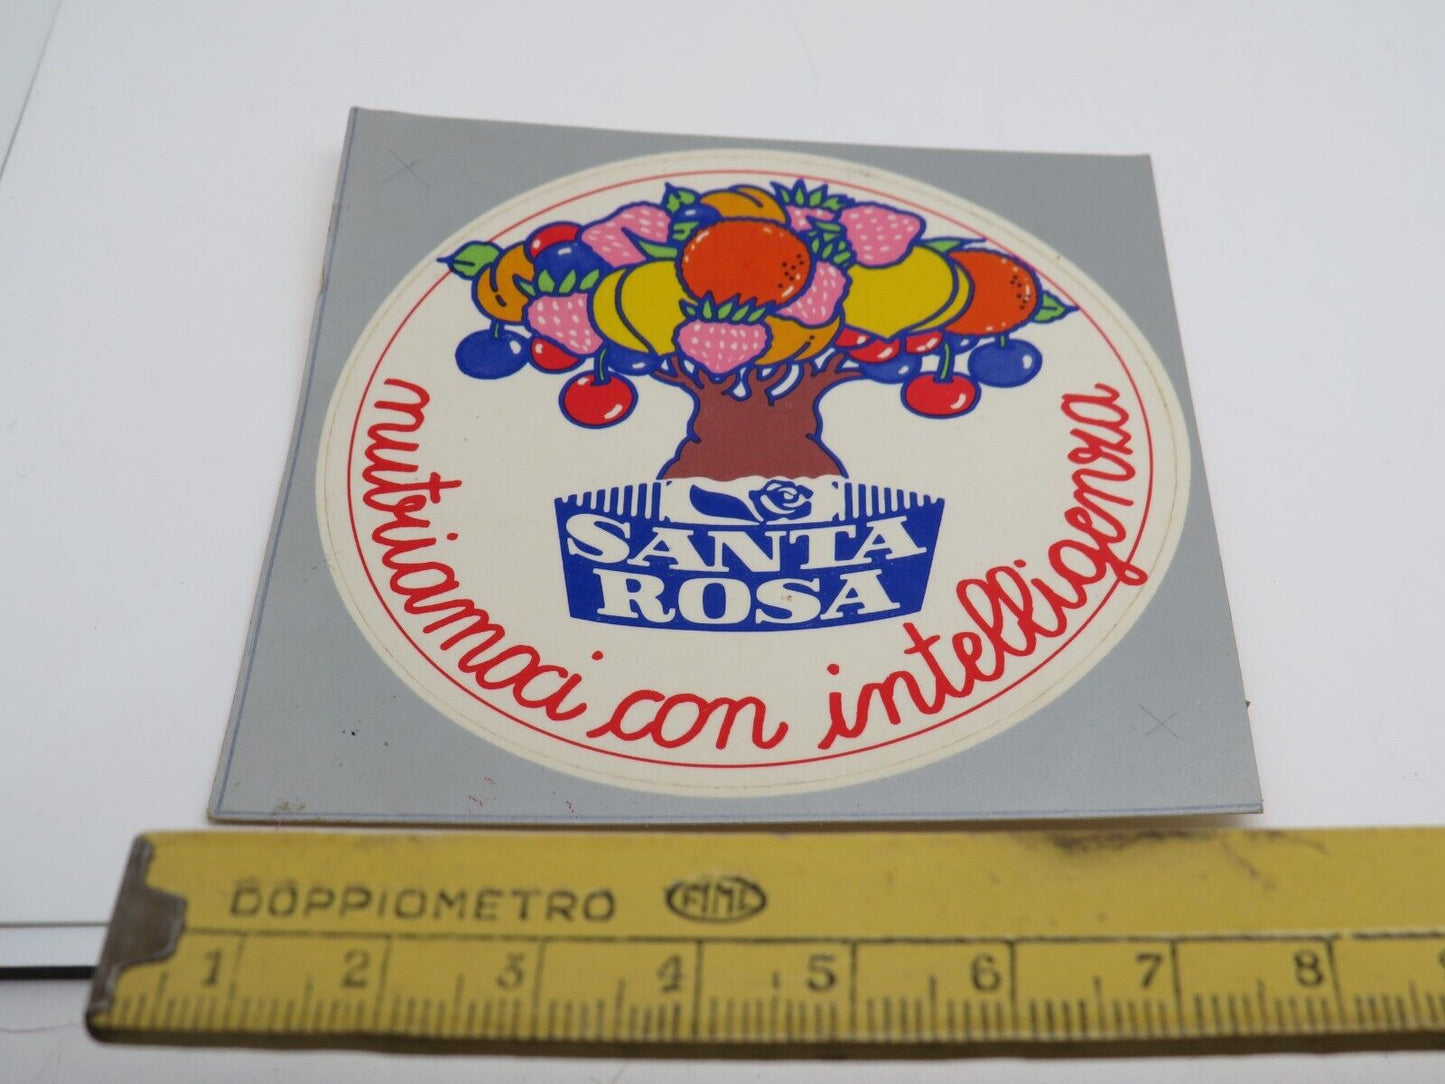 SANTA
ROSA
nutriamoci con intelligenza
DOPPIOMETRO
1 2 3 4 5 6 7 8